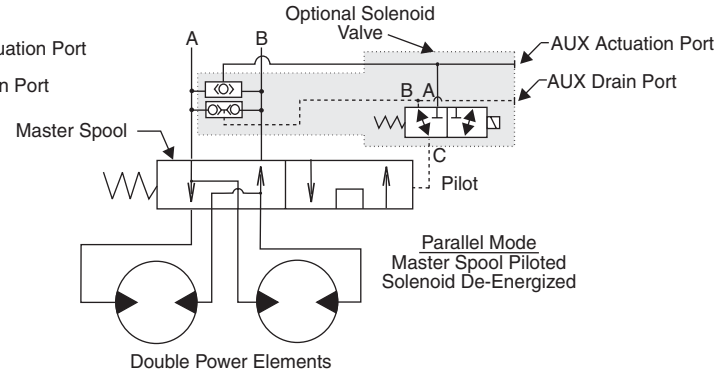 Optional Solenoid
Valve
A
B
AUX Actuation Port
uation Port
AUX Drain Port
n Port
B A
Master Spool
C
Pilot
Parallel Mode
Master Spool Piloted
Solenoid De-Energized
Double Power Elements